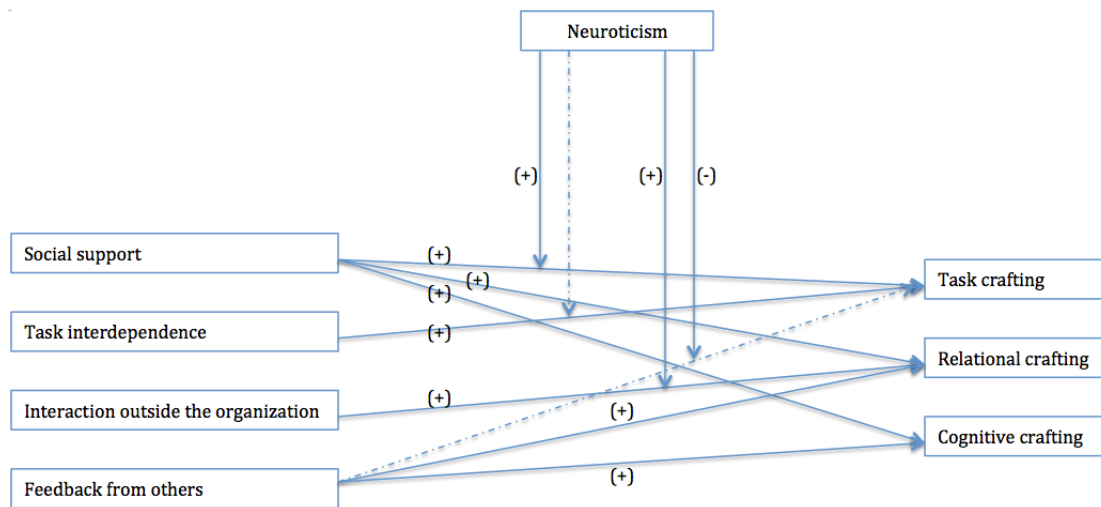 Neuroticism
(+)
(+)
(-)
Social support
(+)
(+)
(+)
Task crafting
Task interdependence
(+)
Relational crafting
Interaction outside the organization
(+)
(+)
Cognitive crafting
Feedback from others
(+)